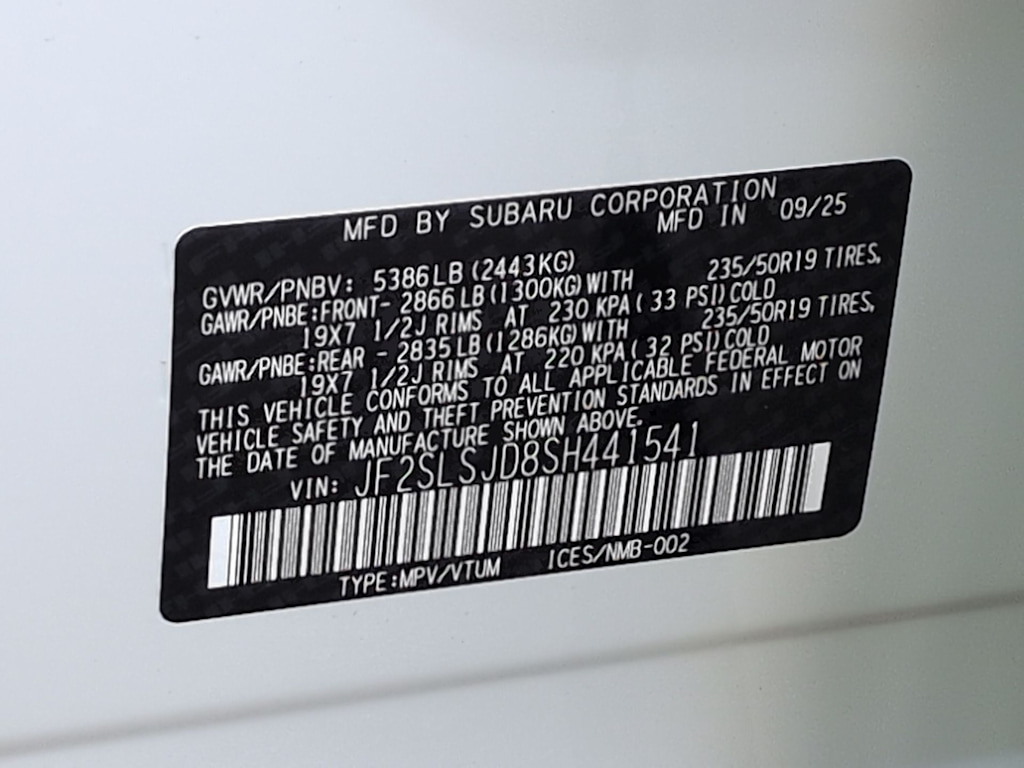 MFD BY SUBARU CORPORATION
MFD IN 09/25
GVWR/PNBV: 5386LB (2443KG)
GAWR/PNBE:FRONT- 2866 LB (1300KG) WITH 235/50R19 TIRES,
19X7 1/2J RIMS AT 230 KPA ( 33 PSI) COLD
GAWR/PNBE:REAR - 2835 LB (1286KG) WITH 235/50R19 TIRES,
19X7 1/2J RIMS AT 220 KPA ( 32 PSI) COLD
THIS VEHICLE CONFORMS TO ALL APPLICABLE FEDERAL MOTOR
VEHICLE SAFETY AND THEFT PREVENTION STANDARDS IN EFFECT ON
THE DATE OF MANUFACTURE SHOWN ABOVE.
VIN: JF2SLSJD8SH441541
TYPE:MPV/VTUM ICES/NMB-002